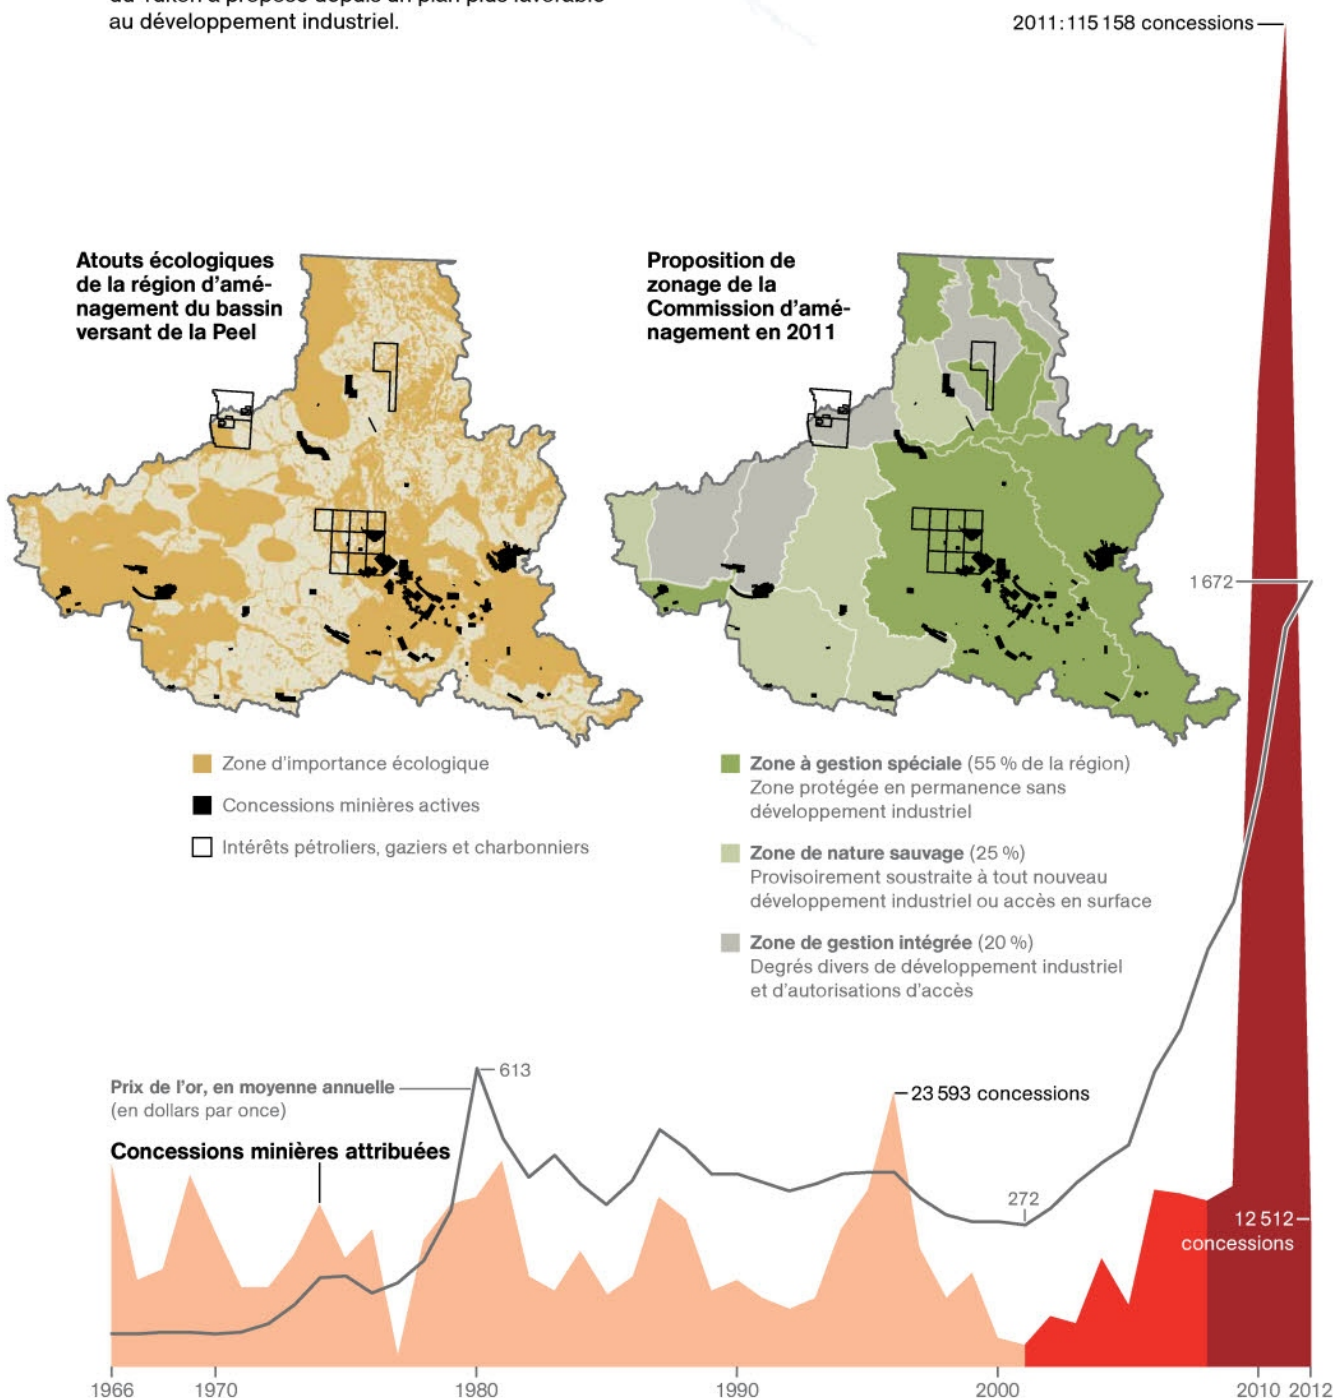 au développement industriel.
2011: 115 158 concessions
Atouts écologiques
de la région d'amé-
nagement du bassin
versant de la Peel
Proposition de
zonage de la
Commission d'amé-
nagement en 2011
1 672
Zone d'importance écologique
Concessions minières actives
Intérêts pétroliers, gaziers et charbonniers
Zone à gestion spéciale (55 % de la région)
Zone protégée en permanence sans
développement industriel
Zone de nature sauvage (25 %)
Provisoirement soustraite à tout nouveau
développement industriel ou accès en surface
Zone de gestion intégrée (20 %)
Degrés divers de développement industriel
et d'autorisations d'accès
Prix de l'or, en moyenne annuelle
(en dollars par once)
613
23 593 concessions
Concessions minières attribuées
272
12 512
concessions
1966 1970 1980 1990 2000 2010 2012